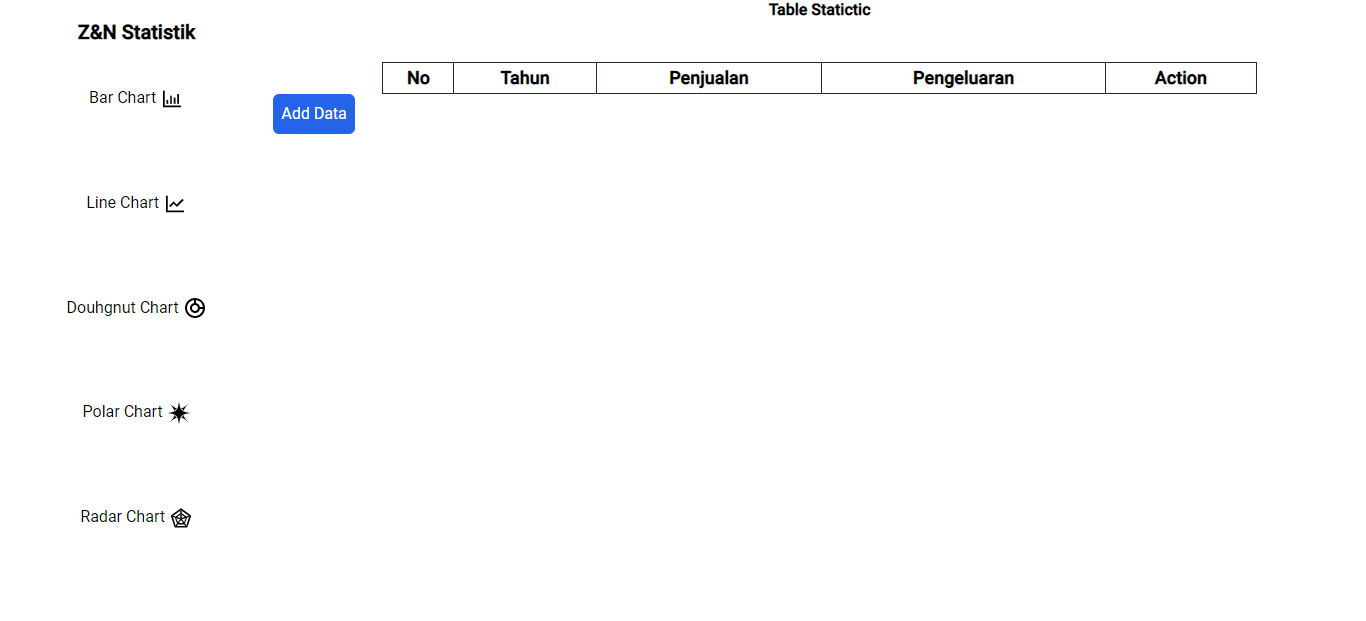 Table Statictic
Z&N Statistik
No Tahun Penjualan Pengeluaran Action
Bar Chart
Add Data
Line Chart
Douhgnut Chart
Polar Chart
Radar Chart